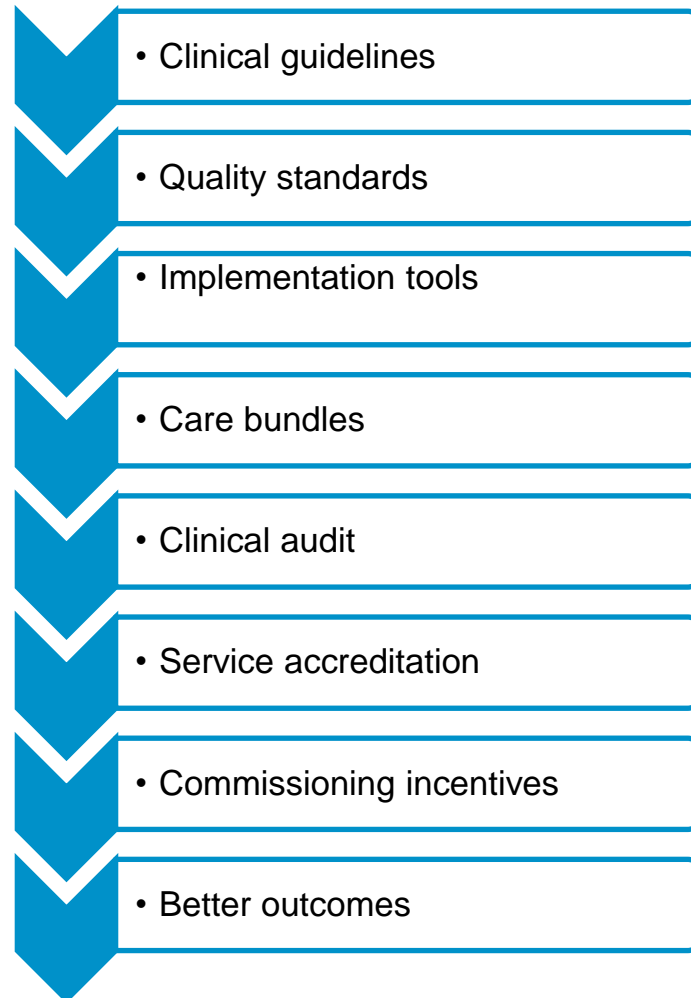 • Clinical guidelines
• Quality standards
• Implementation tools
• Care bundles
• Clinical audit
• Service accreditation
• Commissioning incentives
• Better outcomes